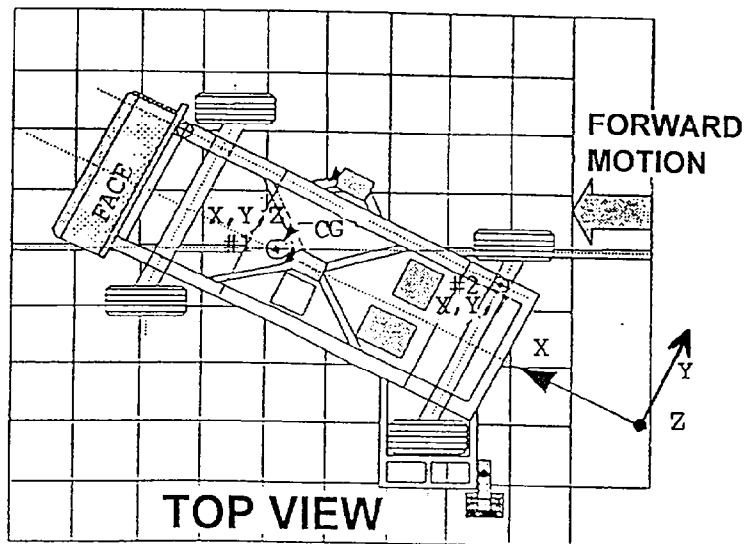 FORWARD
MOTION
FACE
X,Y,Z
CG
#1
#2
X,Y,
X
Y
Z
TOP VIEW